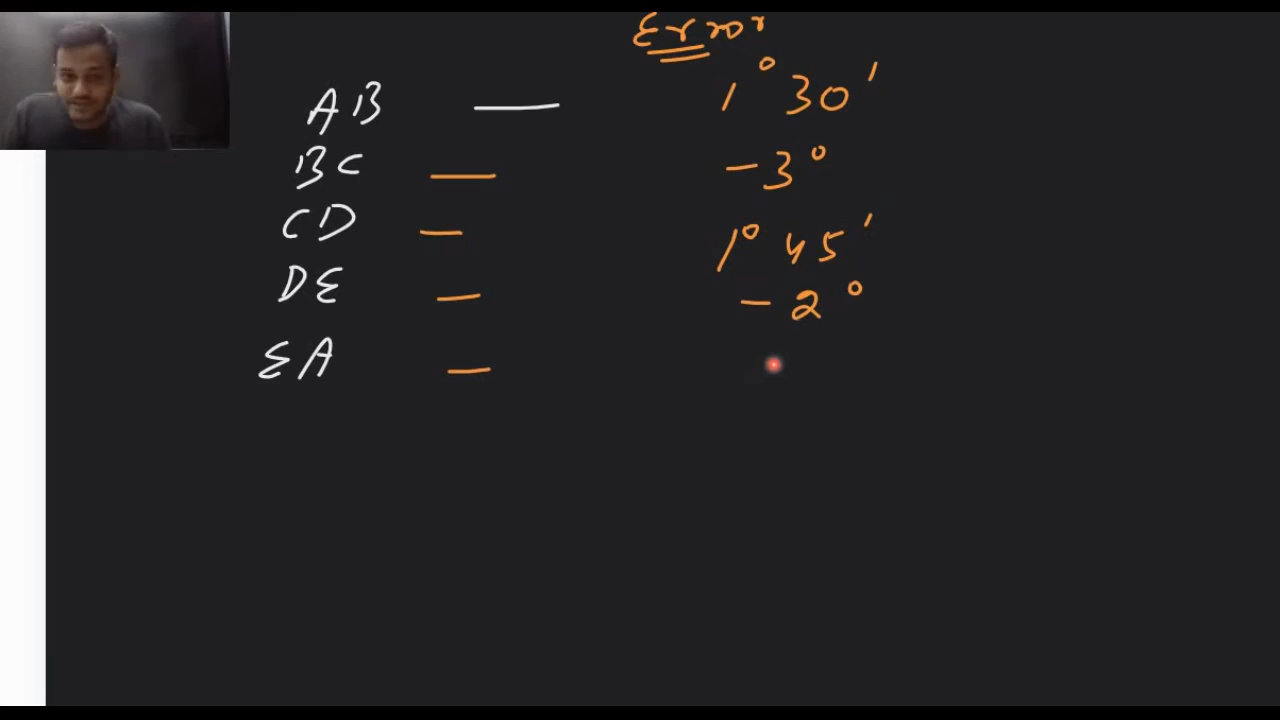 Error
AB — 1° 30'
BC — -3°
CD — 1° 45'
DE — -2°
EA —